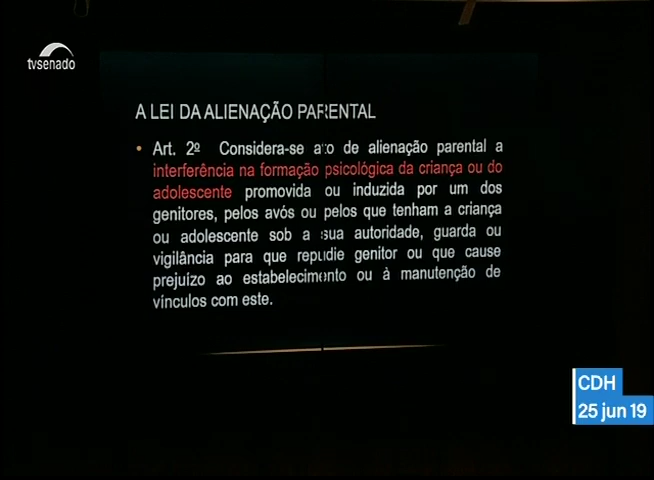 tvsenado
A LEI DA ALIENAÇÃO PARENTAL
• Art. 2º Considera-se ato de alienação parental a
interferência na formação psicológica da criança ou do
adolescente promovida ou induzida por um dos
genitores, pelos avós ou pelos que tenham a criança
ou adolescente sob a sua autoridade, guarda ou
vigilância para que repudie genitor ou que cause
prejuízo ao estabelecimento ou à manutenção de
vínculos com este.
CDH
25 jun 19